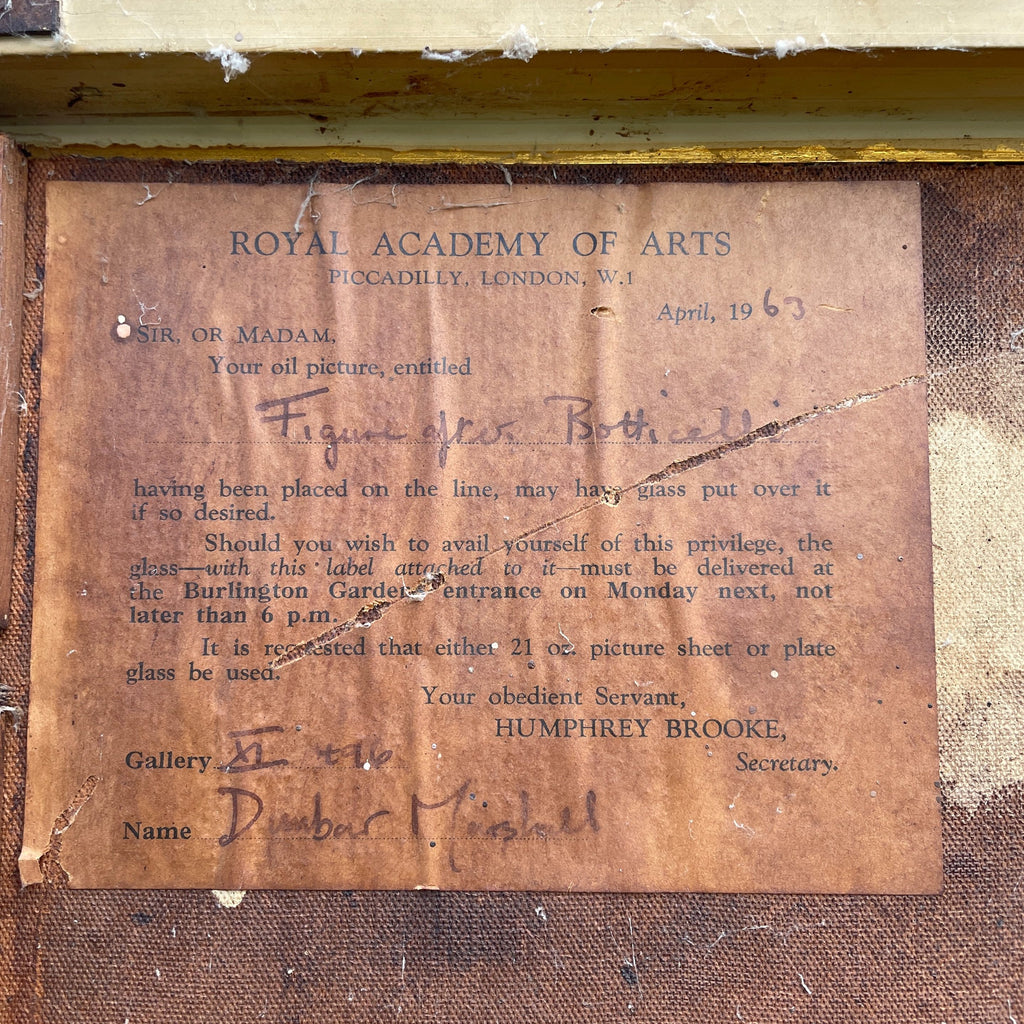 ROYAL ACADEMY OF ARTS
PICCADILLY, LONDON, W.1
April, 1963
SIR, OR MADAM,
Your oil picture, entitled
Figure after Botticelli
having been placed on the line, may have glass put over it
if so desired.
Should you wish to avail yourself of this privilege, the
glass—with this label attached to it—must be delivered at
the Burlington Gardens entrance on Monday next, not
later than 6 p.m.
It is requested that either 21 oz. picture sheet or plate
glass be used.
Your obedient Servant,
HUMPHREY BROOKE,
Secretary.
Gallery XI 
Name Dunbar Marshall